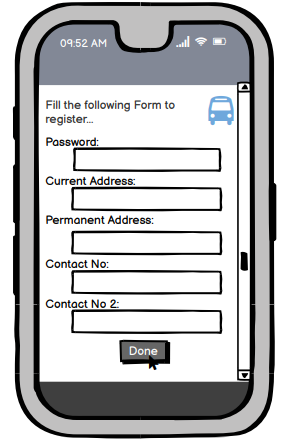 09:52 AM
Fill the following Form to
register...
Password:
Current Address:
Permanent Address:
Contact No:
Contact No 2:
Done